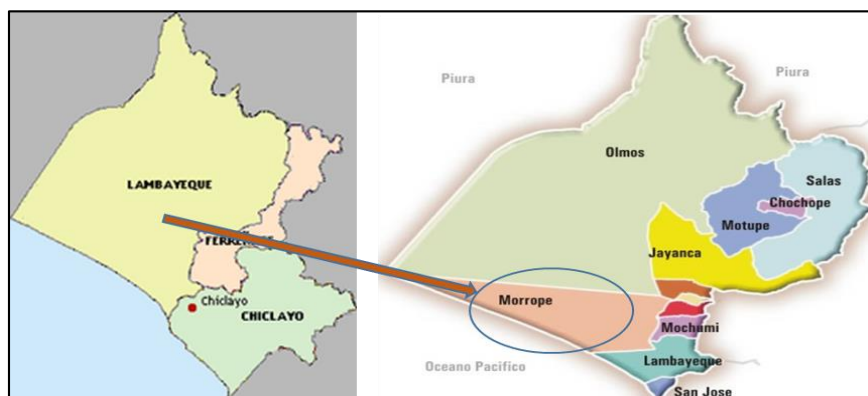 LAMBAYEQUE
Chiclayo
CHICLAYO
Piura
Piura
Olmos
Salas
Chochope
Motupe
Jayanca
Morrope
Mochumi
Lambayeque
Oceano Pacifico
San Jose